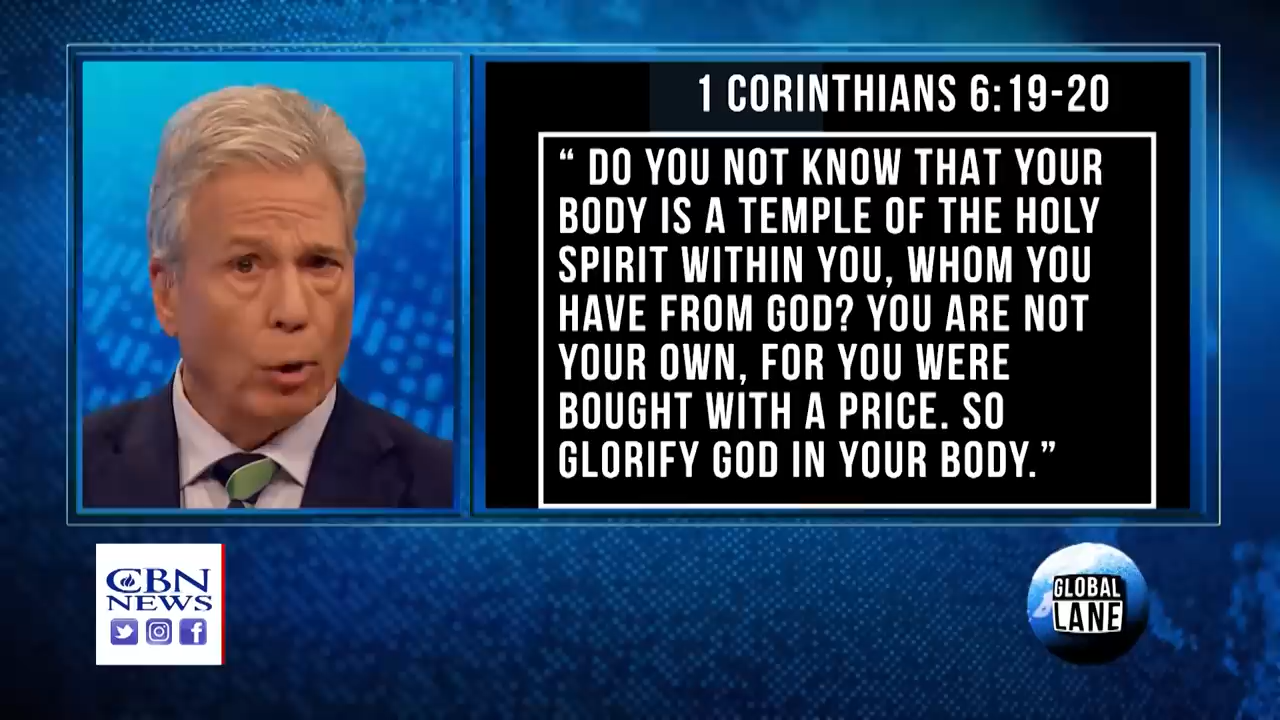 1 CORINTHIANS 6:19-20
“ DO YOU NOT KNOW THAT YOUR
BODY IS A TEMPLE OF THE HOLY
SPIRIT WITHIN YOU, WHOM YOU
HAVE FROM GOD? YOU ARE NOT
YOUR OWN, FOR YOU WERE
BOUGHT WITH A PRICE. SO
GLORIFY GOD IN YOUR BODY.”
CBN
NEWS
GLOBAL
LANE